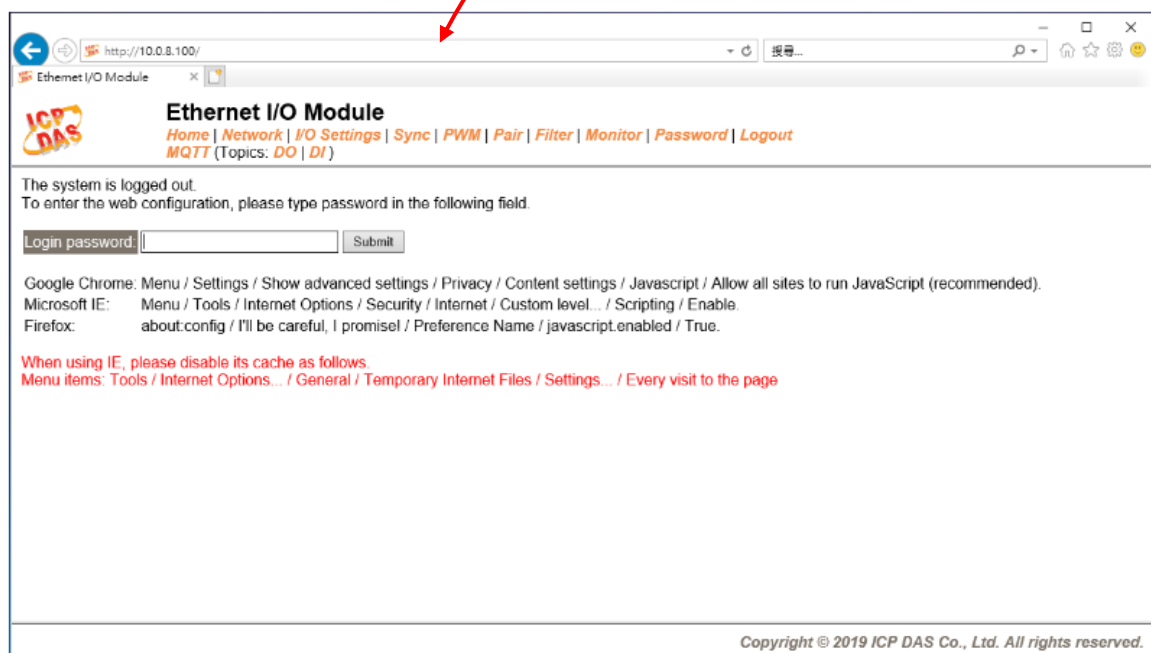 http://10.0.8.100/
搜尋...
Ethernet I/O Module
ICP DAS
Ethernet I/O Module
Home | Network | I/O Settings | Sync | PWM | Pair | Filter | Monitor | Password | Logout
MQTT (Topics: DO | DI )
The system is logged out.
To enter the web configuration, please type password in the following field.
Login password: Submit
Google Chrome: Menu / Settings / Show advanced settings / Privacy / Content settings / Javascript / Allow all sites to run JavaScript (recommended).
Microsoft IE: Menu / Tools / Internet Options / Security / Internet / Custom level... / Scripting / Enable.
Firefox: about:config / I'll be careful, I promise! / Preference Name / javascript.enabled / True.
When using IE, please disable its cache as follows.
Menu items: Tools / Internet Options... / General / Temporary Internet Files / Settings... / Every visit to the page
Copyright © 2019 ICP DAS Co., Ltd. All rights reserved.